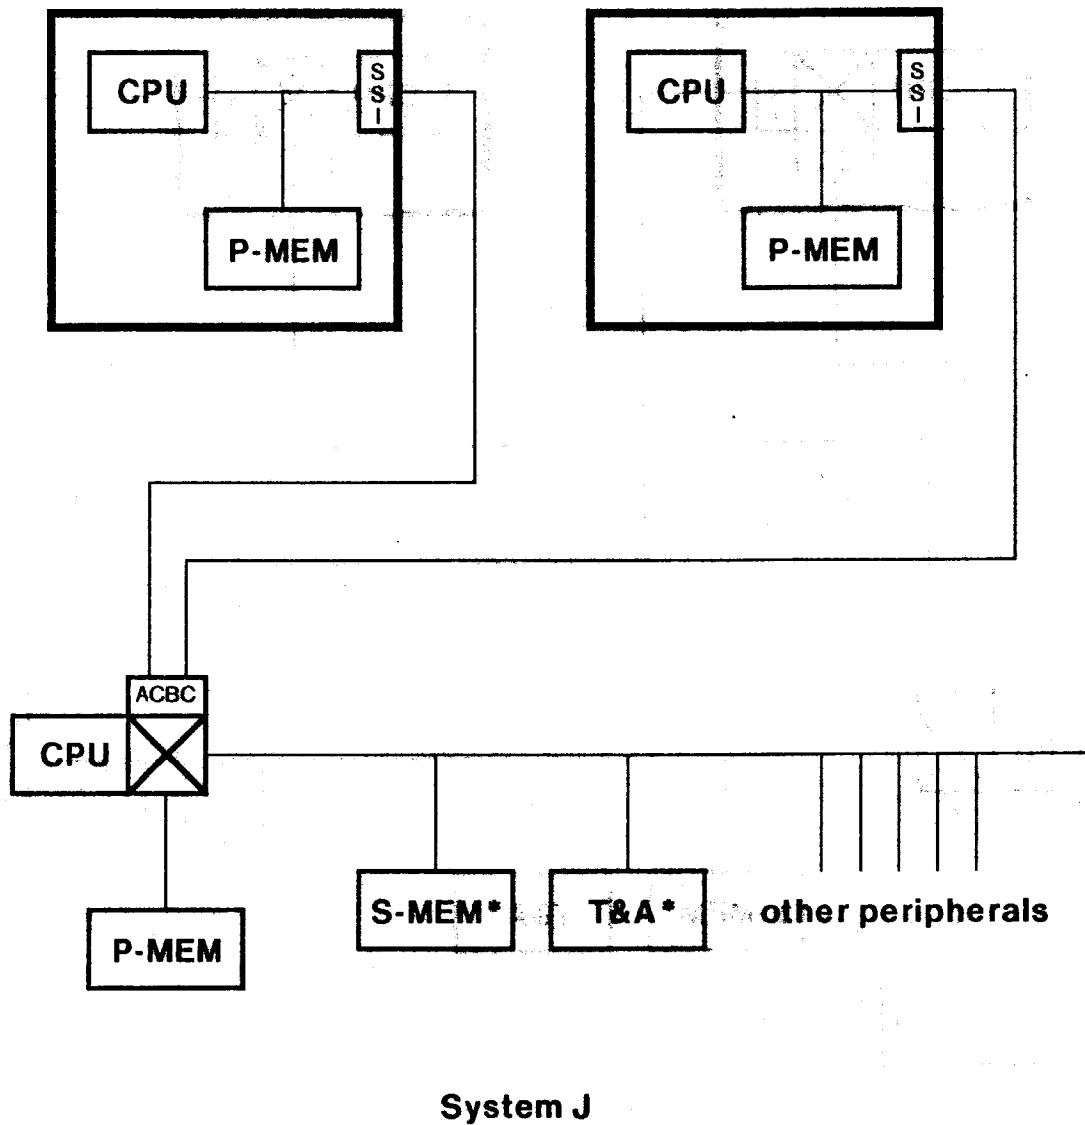 CPU
SSI
P-MEM
CPU
SSI
P-MEM
ACBC
CPU
S-MEM*
T&A*
other peripherals
P-MEM
System J